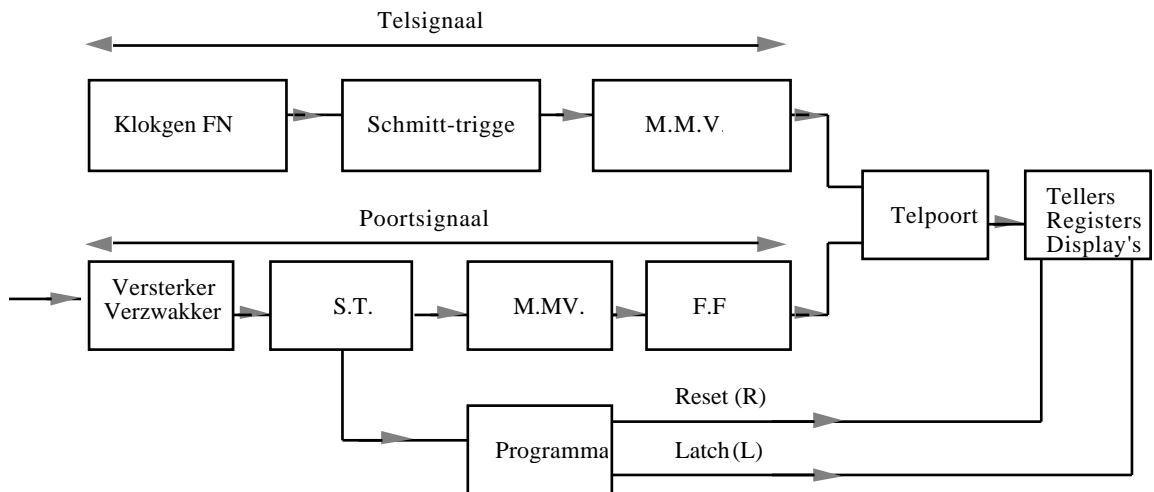 Telsignaal
Klokgen FN
Schmitt-trigge
M.M.V.
Telpoort
Tellers
Registers
Display's
Poortsignaal
Versterker
Verzwakker
S.T.
M.MV.
F.F
Reset (R)
Programma
Latch (L)